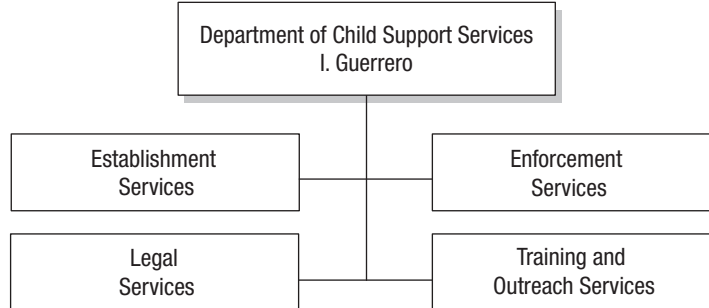 Department of Child Support Services
I. Guerrero
Establishment
Services
Enforcement
Services
Legal
Services
Training and
Outreach Services